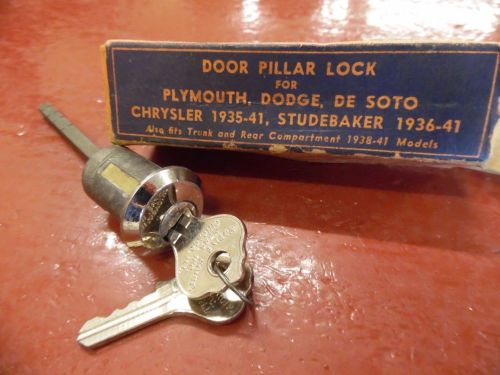 DOOR PILLAR LOCK
FOR
PLYMOUTH, DODGE, DE SOTO
CHRYSLER 1935-41, STUDEBAKER 1936-41
Also fits Trunk and Rear Compartment 1938-41 Models